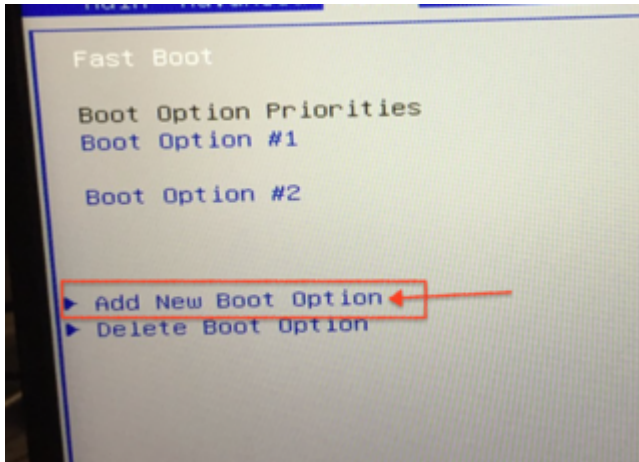 Fast Boot
Boot Option Priorities
Boot Option #1
Boot Option #2
Add New Boot Option
Delete Boot Option